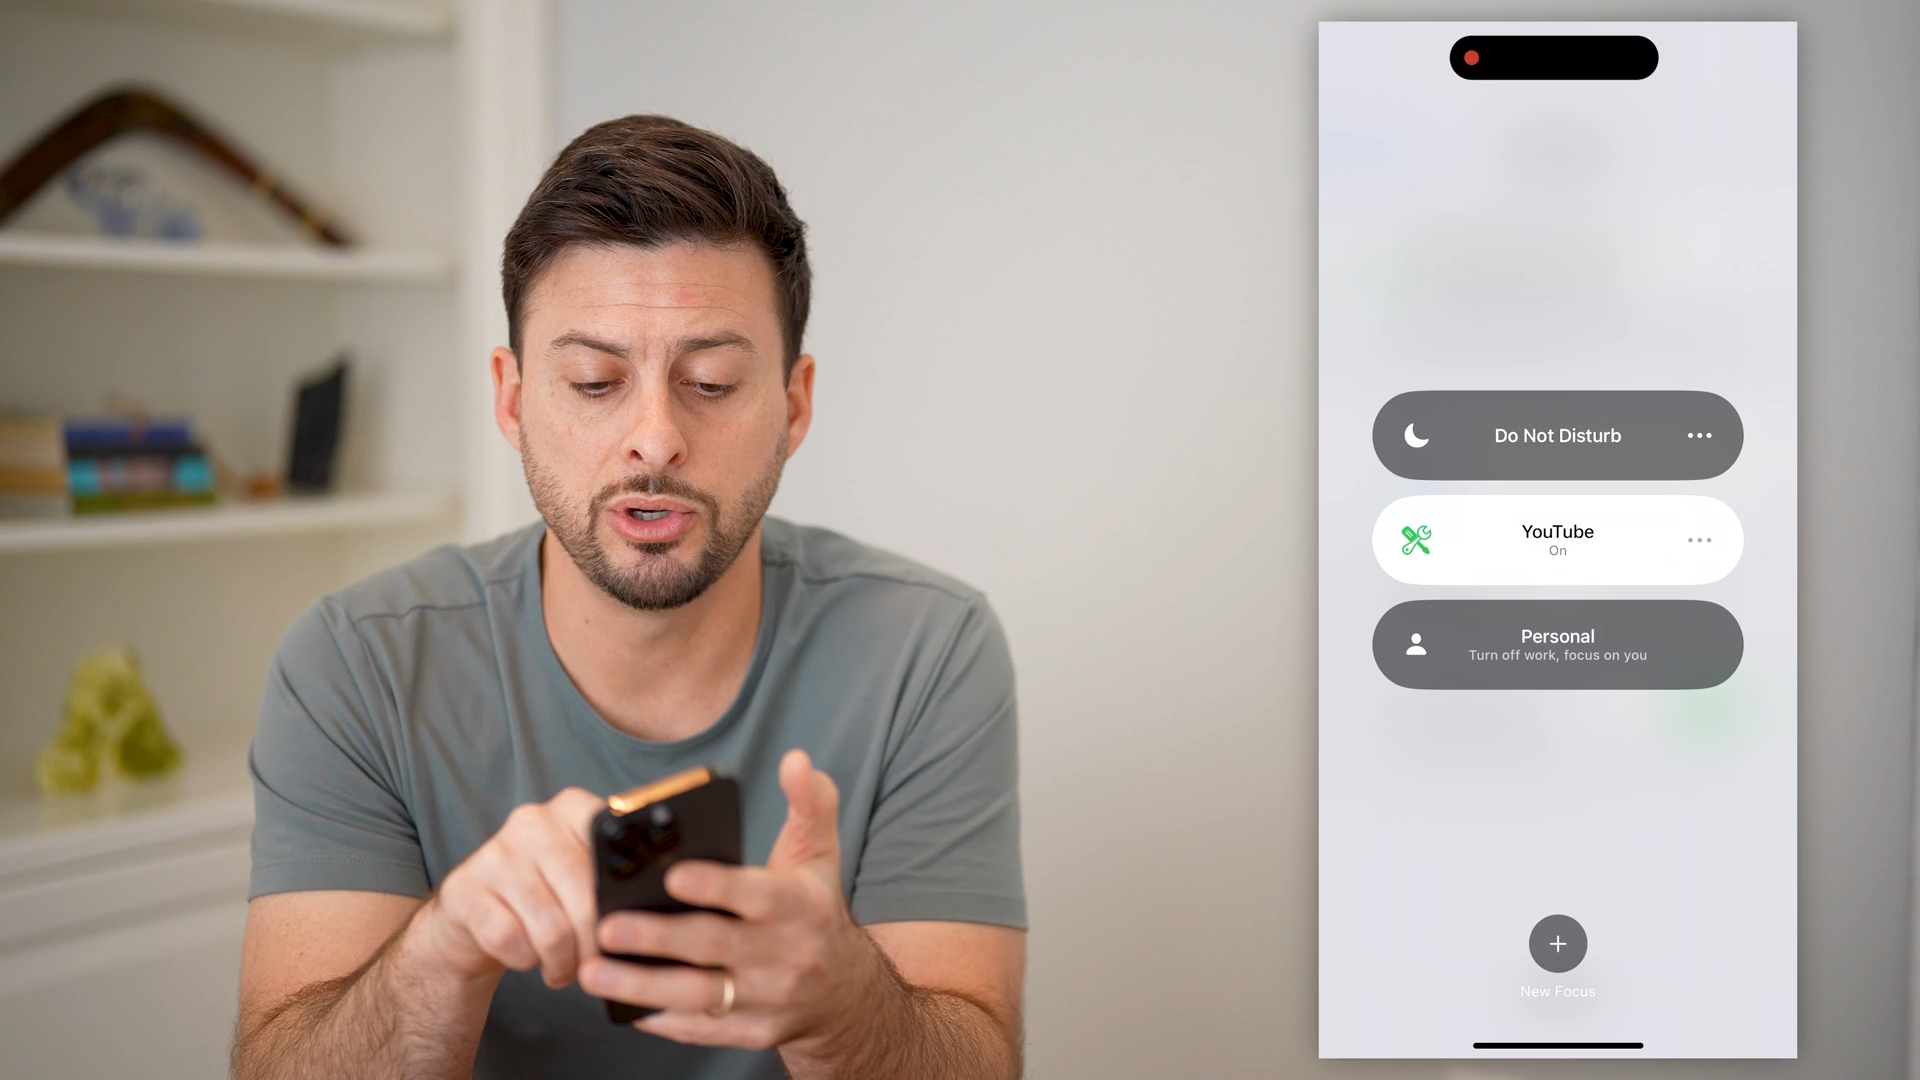 Do Not Disturb
YouTube
On
Personal
Turn off work, focus on you
New Focus